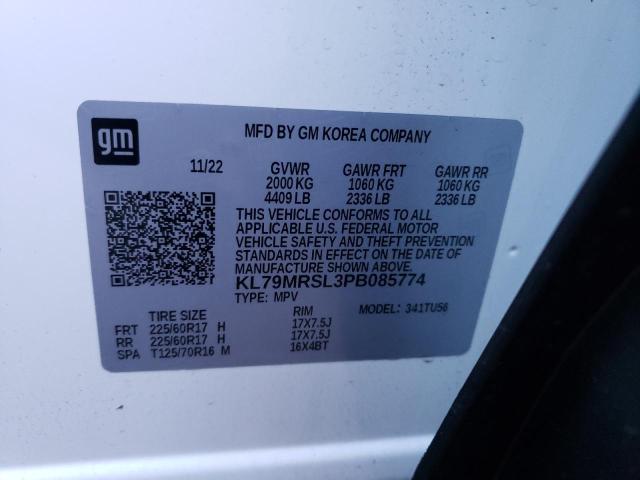 gm
MFD BY GM KOREA COMPANY
11/22 GVWR GAWR FRT GAWR RR
2000 KG 1060 KG 1060 KG
4409 LB 2336 LB 2336 LB
THIS VEHICLE CONFORMS TO ALL
APPLICABLE U.S. FEDERAL MOTOR
VEHICLE SAFETY AND THEFT PREVENTION
STANDARDS IN EFFECT ON THE DATE OF
MANUFACTURE SHOWN ABOVE.
KL79MRSL3PB085774
TYPE: MPV MODEL: 341TU56
TIRE SIZE RIM
FRT 225/60R17 H 17X7.5J
RR 225/60R17 H 17X7.5J
SPA T125/70R16 M 16X4BT